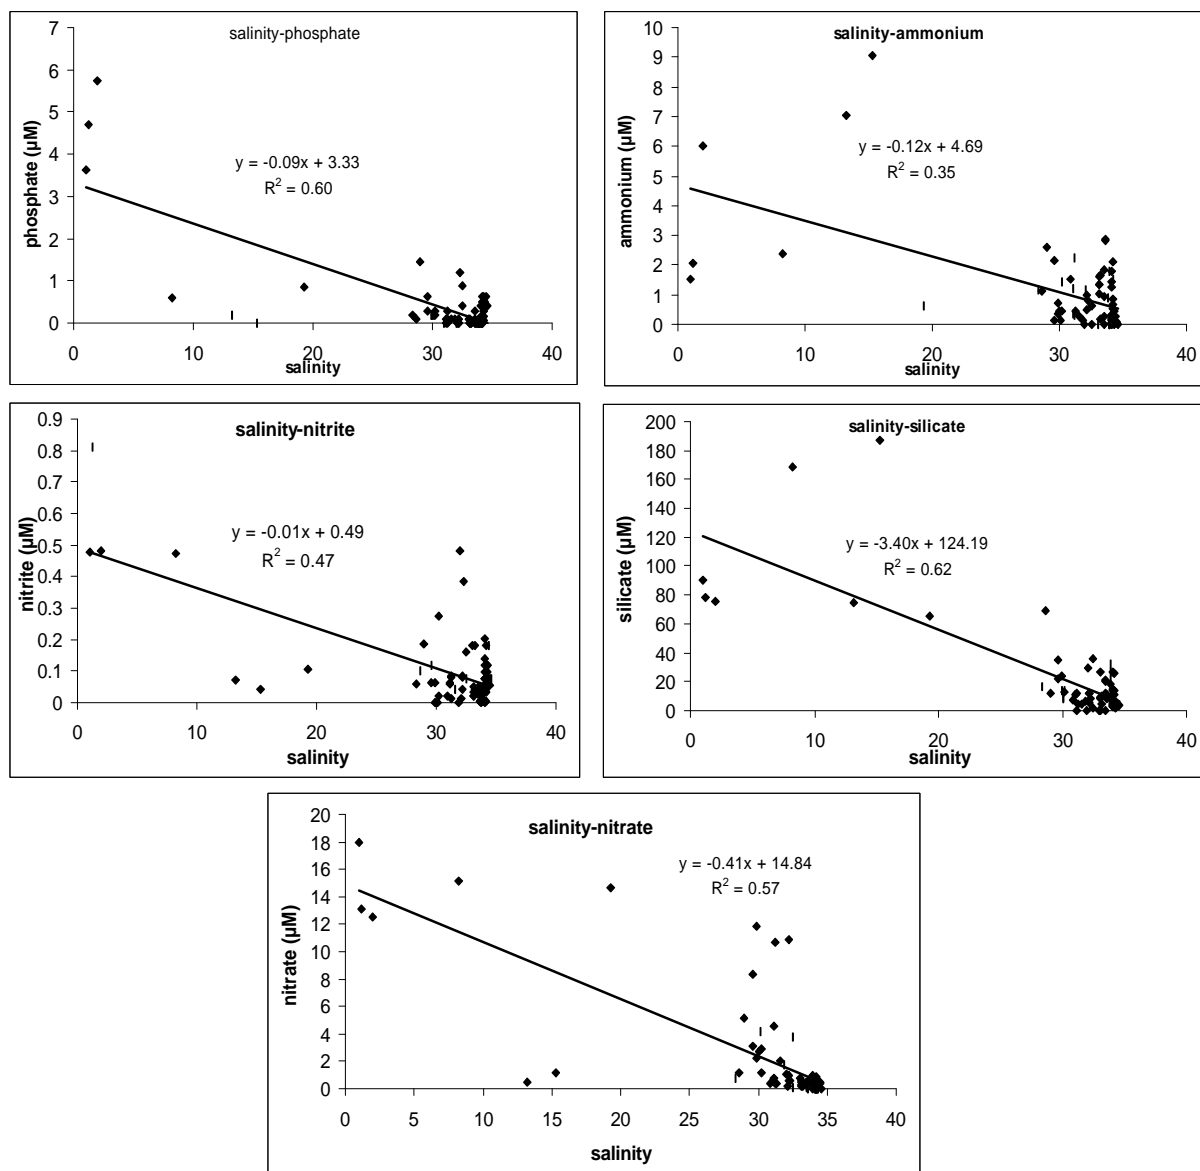 salinity-phosphate
7
6
5
4
3
2
1
0
phosphate (µM)
y = -0.09x + 3.33
R² = 0.60
0 10 20 30 40
salinity
salinity-ammonium
10
9
8
7
6
5
4
3
2
1
0
ammonium (µM)
y = -0.12x + 4.69
R² = 0.35
0 10 20 30 40
salinity
salinity-nitrite
0.9
0.8
0.7
0.6
0.5
0.4
0.3
0.2
0.1
0
nitrite (µM)
y = -0.01x + 0.49
R² = 0.47
0 10 20 30 40
salinity
salinity-silicate
200
180
160
140
120
100
80
60
40
20
0
silicate (µM)
y = -3.40x + 124.19
R² = 0.62
0 10 20 30 40
salinity
salinity-nitrate
20
18
16
14
12
10
8
6
4
2
0
nitrate (µM)
y = -0.41x + 14.84
R² = 0.57
0 5 10 15 20 25 30 35 40
salinity